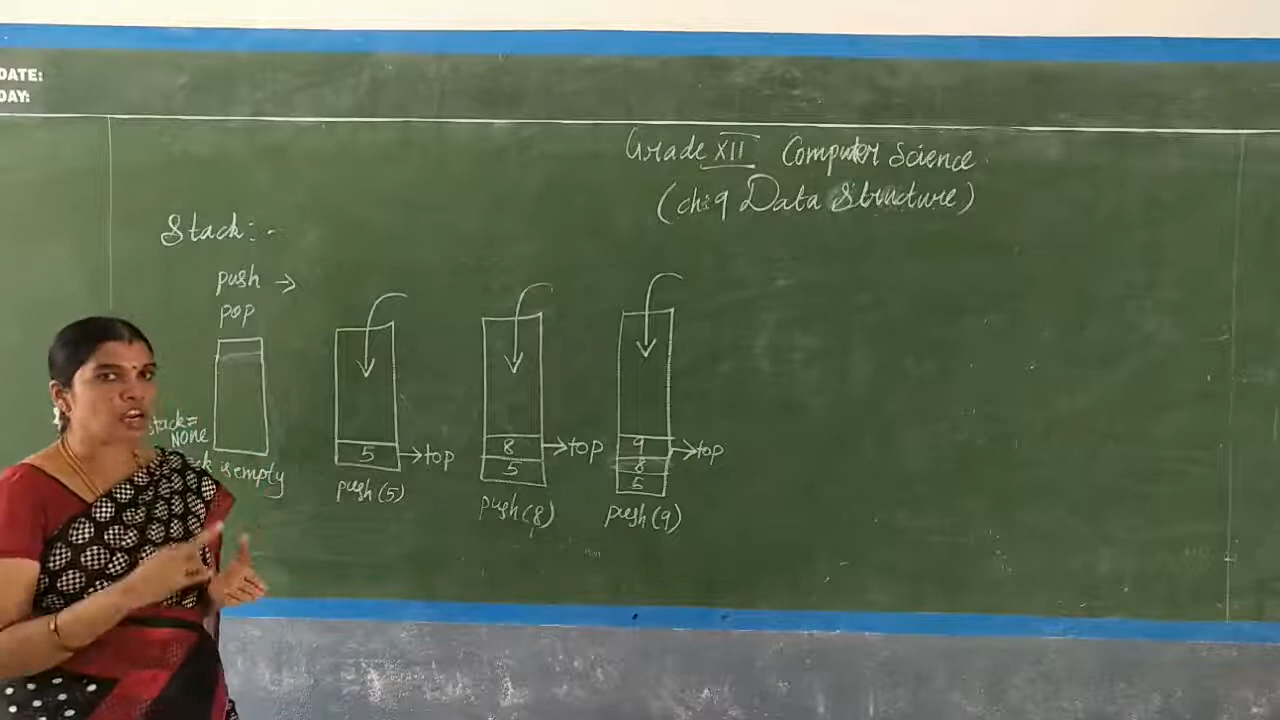 DATE:
DAY:
Grade XII Computer Science
(ch:9 Data Structure)
Stack:-
push →
pop
stack=
NONE
is empty
5
→top
push(5)
8
5
→top
push(8)
9
8
5
→top
push(9)